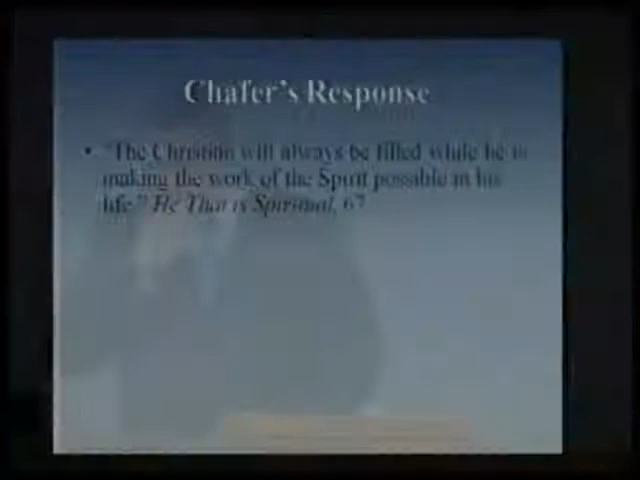 Chafer's Response
• "The Christian will always be filled while he is
making the work of the Spirit possible in his
life." He That is Spiritual, 67